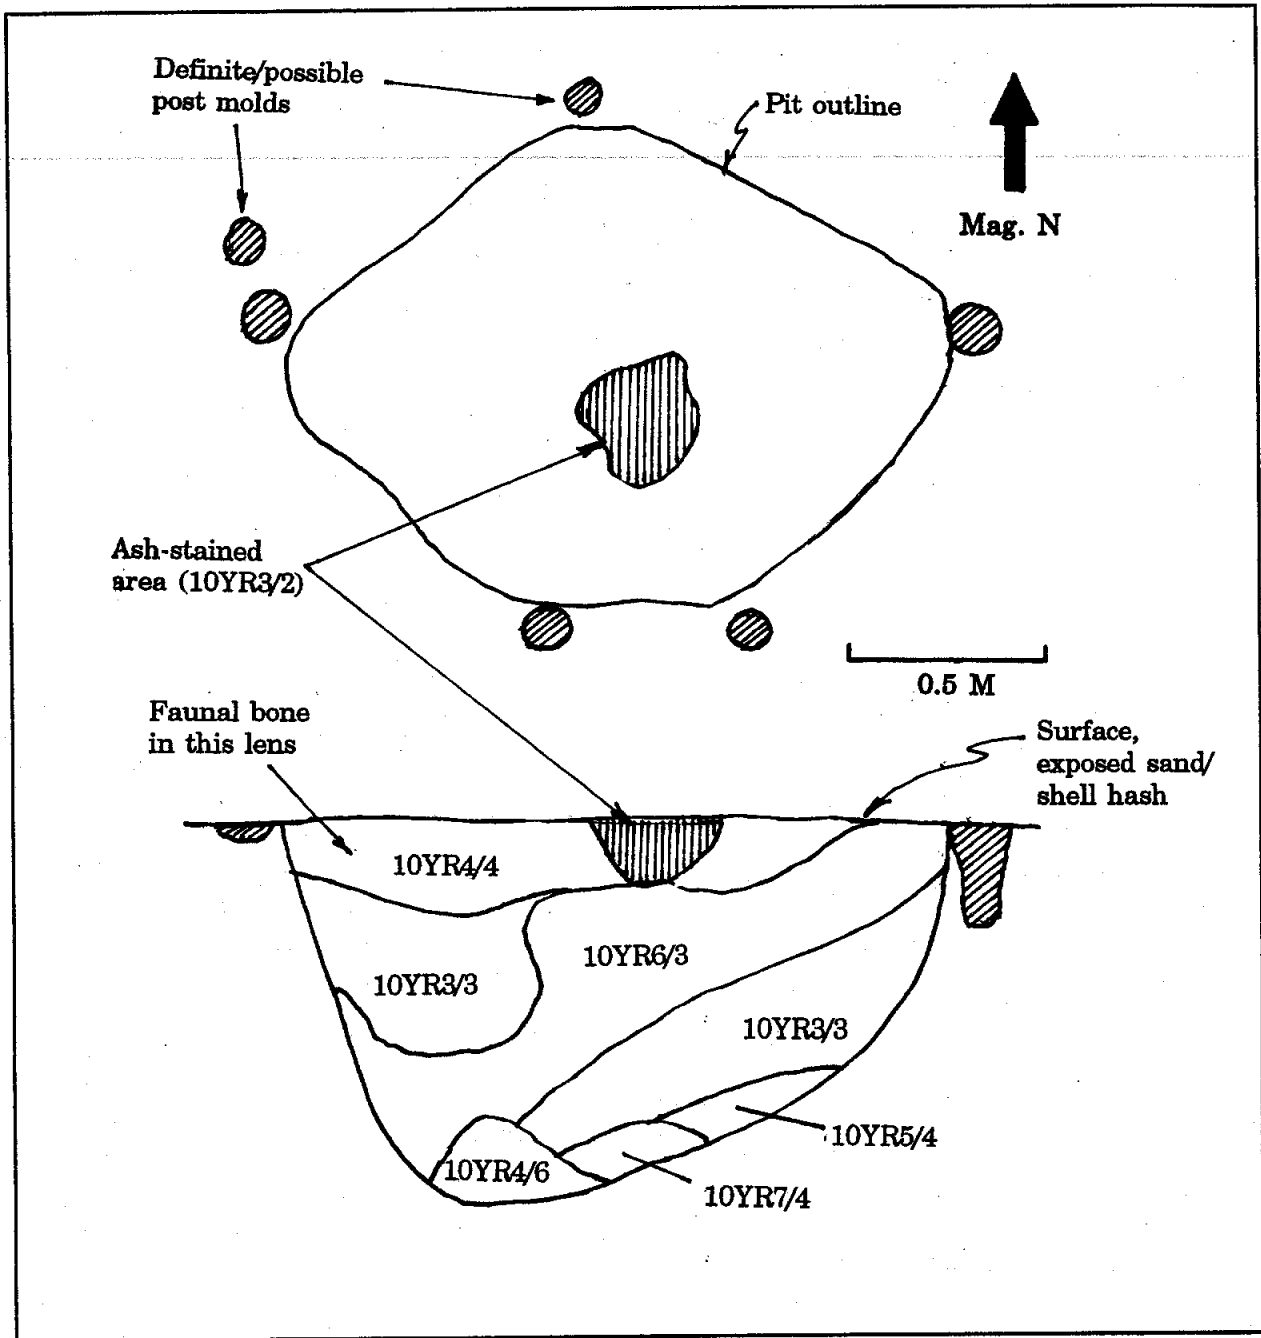 Definite/possible
post molds
Pit outline
Mag. N
Ash-stained
area (10YR3/2)
0.5 M
Faunal bone
in this lens
Surface,
exposed sand/
shell hash
10YR4/4
10YR6/3
10YR3/3
10YR3/3
10YR5/4
10YR4/6
10YR7/4